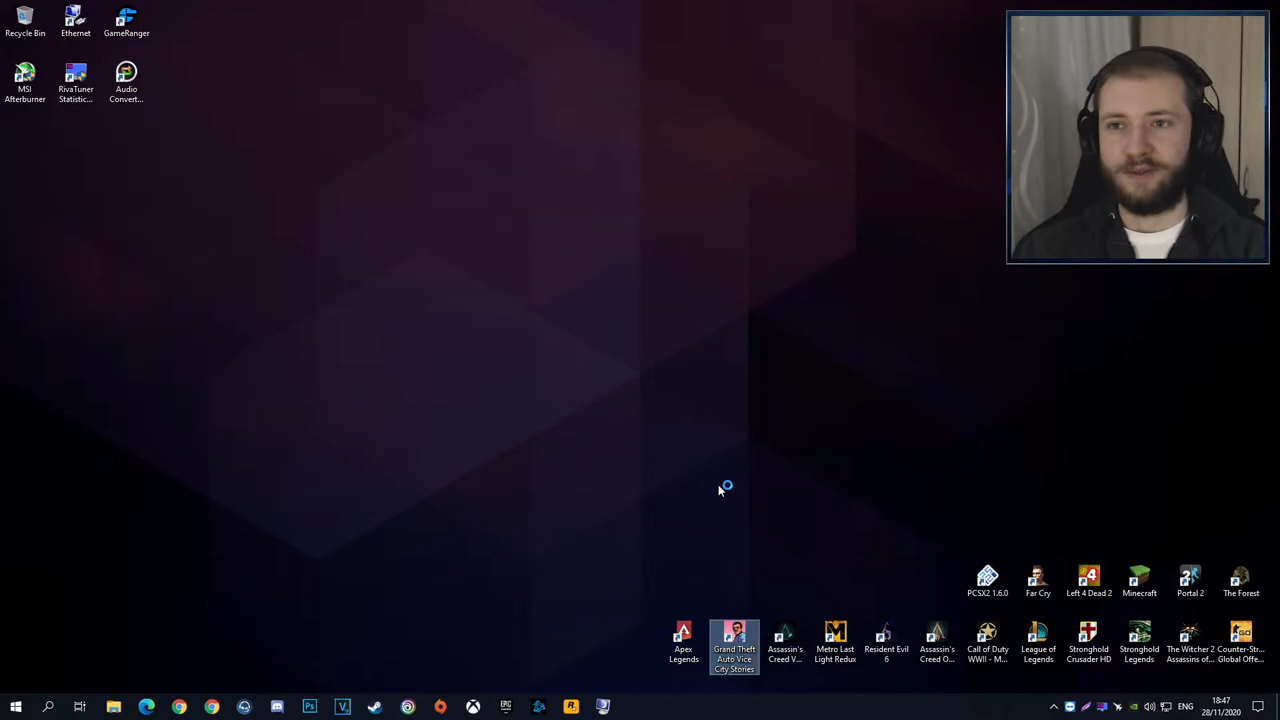 Recycle Bin
Ethernet
GameRanger
MSI
Afterburner
RivaTuner
Statistic...
Audio
Convert...
PCSX2 1.6.0
Far Cry
Left 4 Dead 2
Minecraft
Portal 2
The Forest
Apex
Legends
Grand Theft
Auto Vice
City Stories
Assassin's
Creed V...
Metro Last
Light Redux
Resident Evil
6
Assassin's
Creed O...
Call of Duty
WWII - M...
League of
Legends
Stronghold
Crusader HD
Stronghold
Legends
The Witcher 2
Assassins of...
Counter-Str...
Global Offe...
18:47
28/11/2020